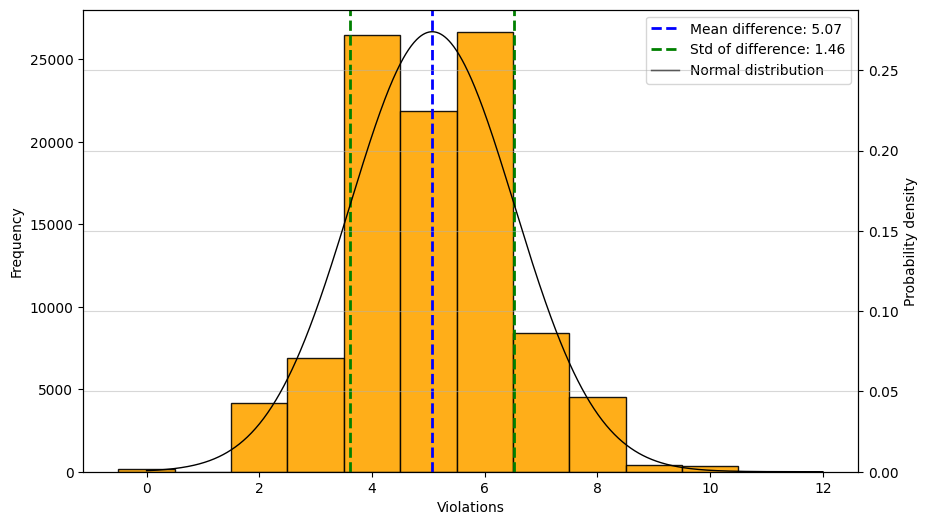 Mean difference: 5.07
Std of difference: 1.46
Normal distribution
25000
20000
15000
10000
5000
0
Frequency
0.25
0.20
0.15
0.10
0.05
0.00
Probability density
0 2 4 6 8 10 12
Violations